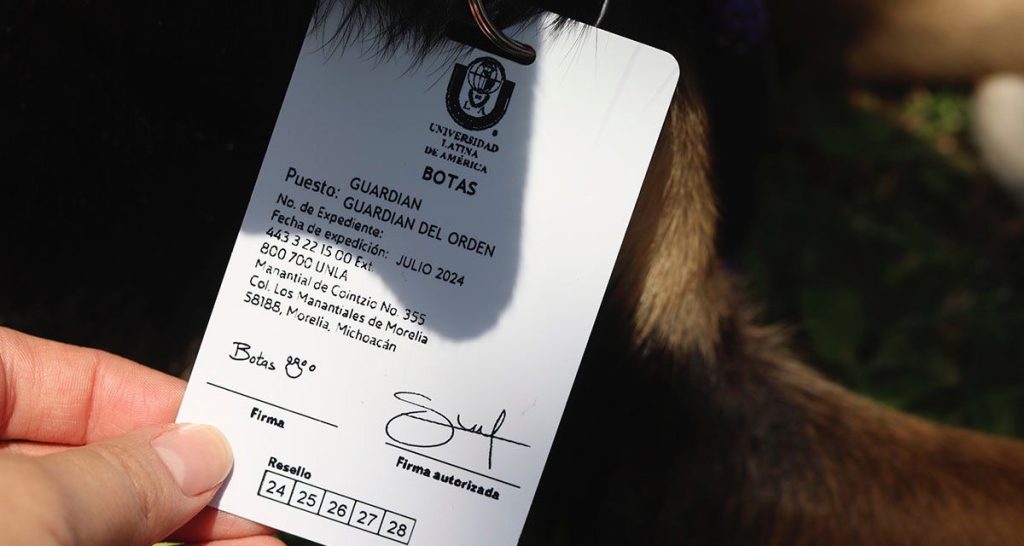 ULA
UNIVERSIDAD
LATINA
DE AMÉRICA
BOTAS
Puesto: GUARDIAN
No. de Expediente: GUARDIAN DEL ORDEN
Fecha de expedición: JULIO 2024
443 3 22 15 00 Ext.
800 700 UNLA
Manantial de Cointzio No. 355
Col. Los Manantiales de Morelia
58188, Morelia, Michoacán
Botas
Firma
Firma autorizada
Resello
24 25 26 27 28